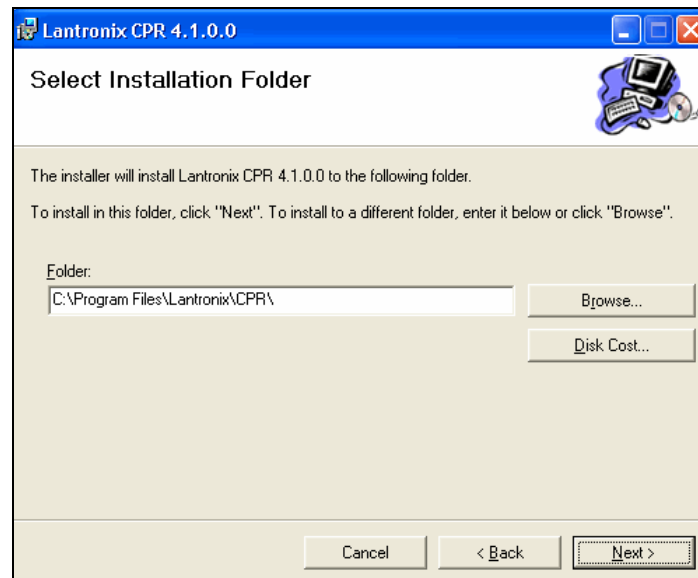 Lantronix CPR 4.1.0.0
Select Installation Folder
The installer will install Lantronix CPR 4.1.0.0 to the following folder.
To install in this folder, click "Next". To install to a different folder, enter it below or click "Browse".
Folder:
C:\Program Files\Lantronix\CPR\
Browse...
Disk Cost...
Cancel
< Back
Next >